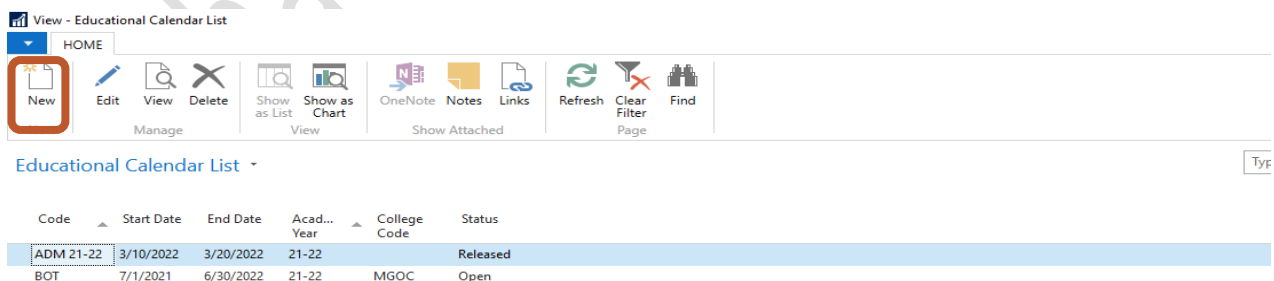 View - Educational Calendar List
HOME
New Edit View Delete Show as List Show as Chart OneNote Notes Links Refresh Clear Filter Find
Manage View Show Attached Page
Educational Calendar List
Typ
Code Start Date End Date Acad... Year College Code Status
ADM 21-22 3/10/2022 3/20/2022 21-22 Released
BOT 7/1/2021 6/30/2022 21-22 MGOC Open